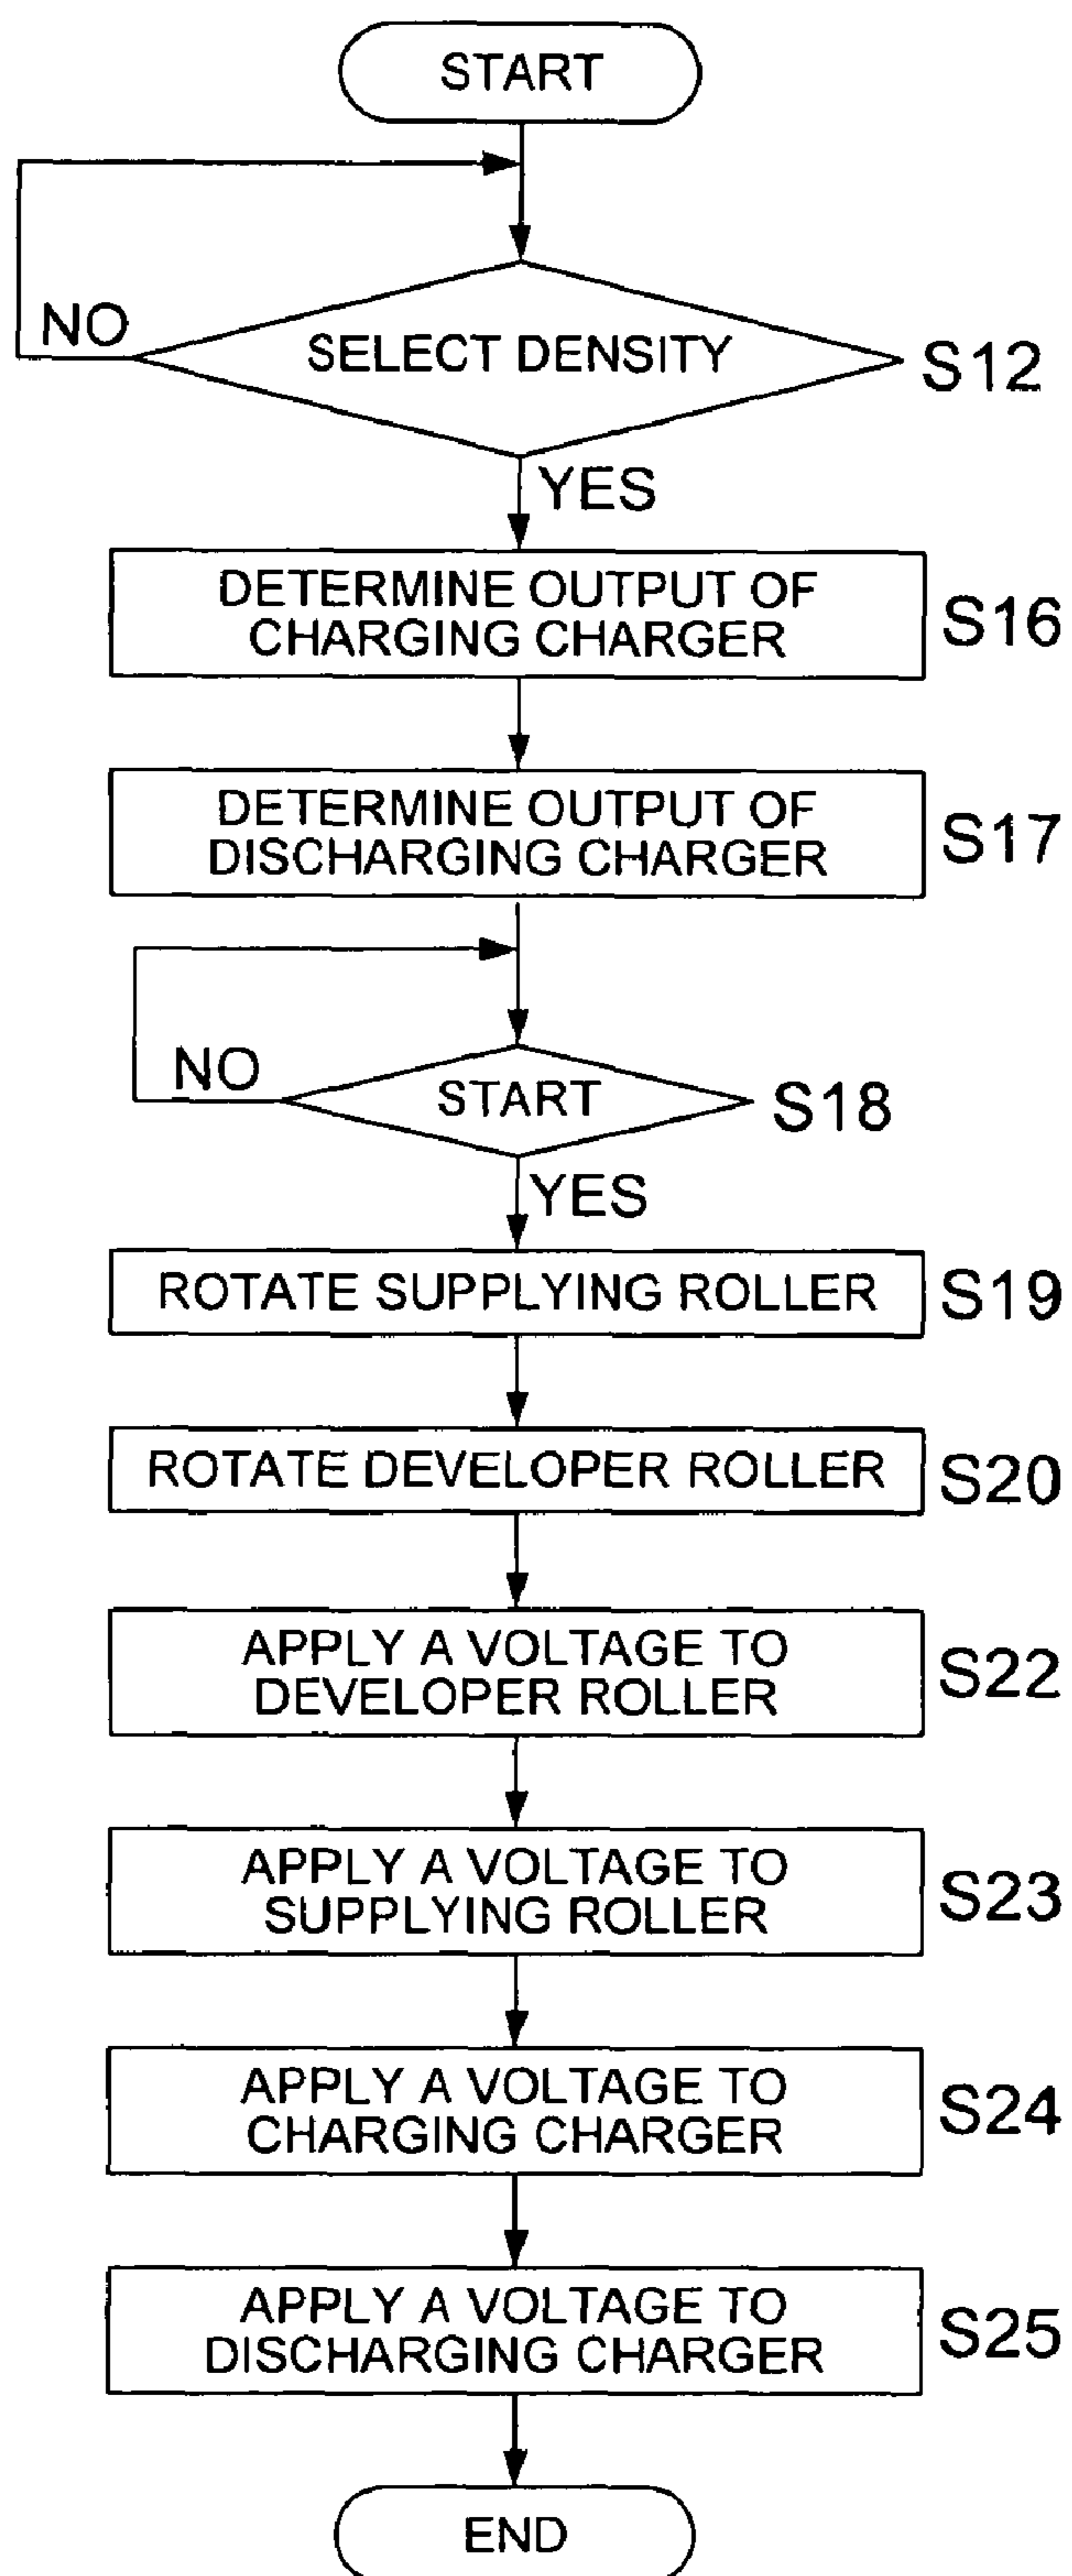 START
NO
SELECT DENSITY
S12
YES
DETERMINE OUTPUT OF
CHARGING CHARGER
S16
DETERMINE OUTPUT OF
DISCHARGING CHARGER
S17
NO
START
S18
YES
ROTATE SUPPLYING ROLLER
S19
ROTATE DEVELOPER ROLLER
S20
APPLY A VOLTAGE TO
DEVELOPER ROLLER
S22
APPLY A VOLTAGE TO
SUPPLYING ROLLER
S23
APPLY A VOLTAGE TO
CHARGING CHARGER
S24
APPLY A VOLTAGE TO
DISCHARGING CHARGER
S25
END